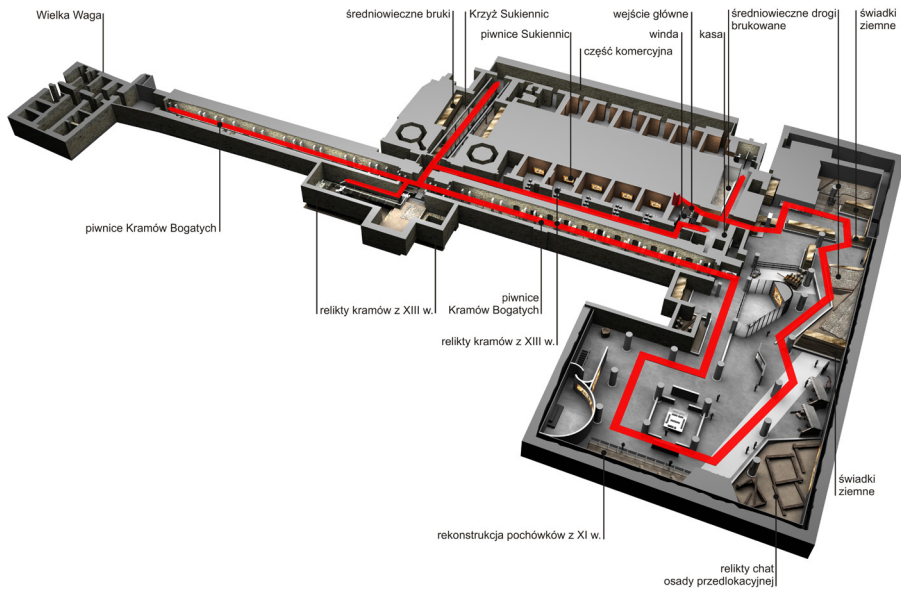 Wielka Waga
średniowieczne bruki
Krzyż Sukiennic
piwnice Sukiennic
część komercyjna
wejście główne
winda
kasa
średniowieczne drogi
brukowane
świadki
ziemne
piwnice Kramów Bogatych
relikty kramów z XIII w.
piwnice
Kramów Bogatych
relikty kramów z XIII w.
świadki
ziemne
rekonstrukcja pochówków z XI w.
relikty chat
osady przedlokacyjnej